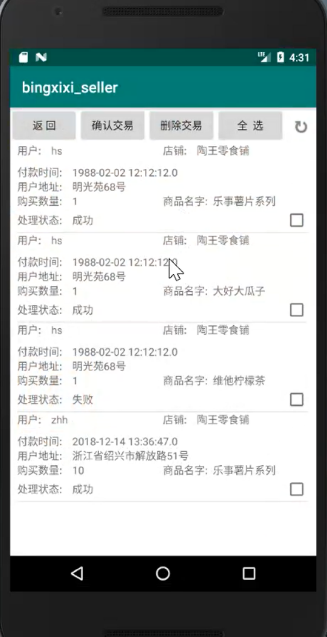 4:31
bingxixi_seller
返 回 确认交易 删除交易 全 选
用户: hs 店铺: 陶王零食铺
付款时间: 1988-02-02 12:12:12.0
用户地址: 明光苑68号
购买数量: 1 商品名字: 乐事薯片系列
处理状态: 成功
用户: hs 店铺: 陶王零食铺
付款时间: 1988-02-02 12:12:12.0
用户地址: 明光苑68号
购买数量: 1 商品名字: 大好大瓜子
处理状态: 成功
用户: hs 店铺: 陶王零食铺
付款时间: 1988-02-02 12:12:12.0
用户地址: 明光苑68号
购买数量: 1 商品名字: 维他柠檬茶
处理状态: 失败
用户: zhh 店铺: 陶王零食铺
付款时间: 2018-12-14 13:36:47.0
用户地址: 浙江省绍兴市解放路51号
购买数量: 10 商品名字: 乐事薯片系列
处理状态: 成功